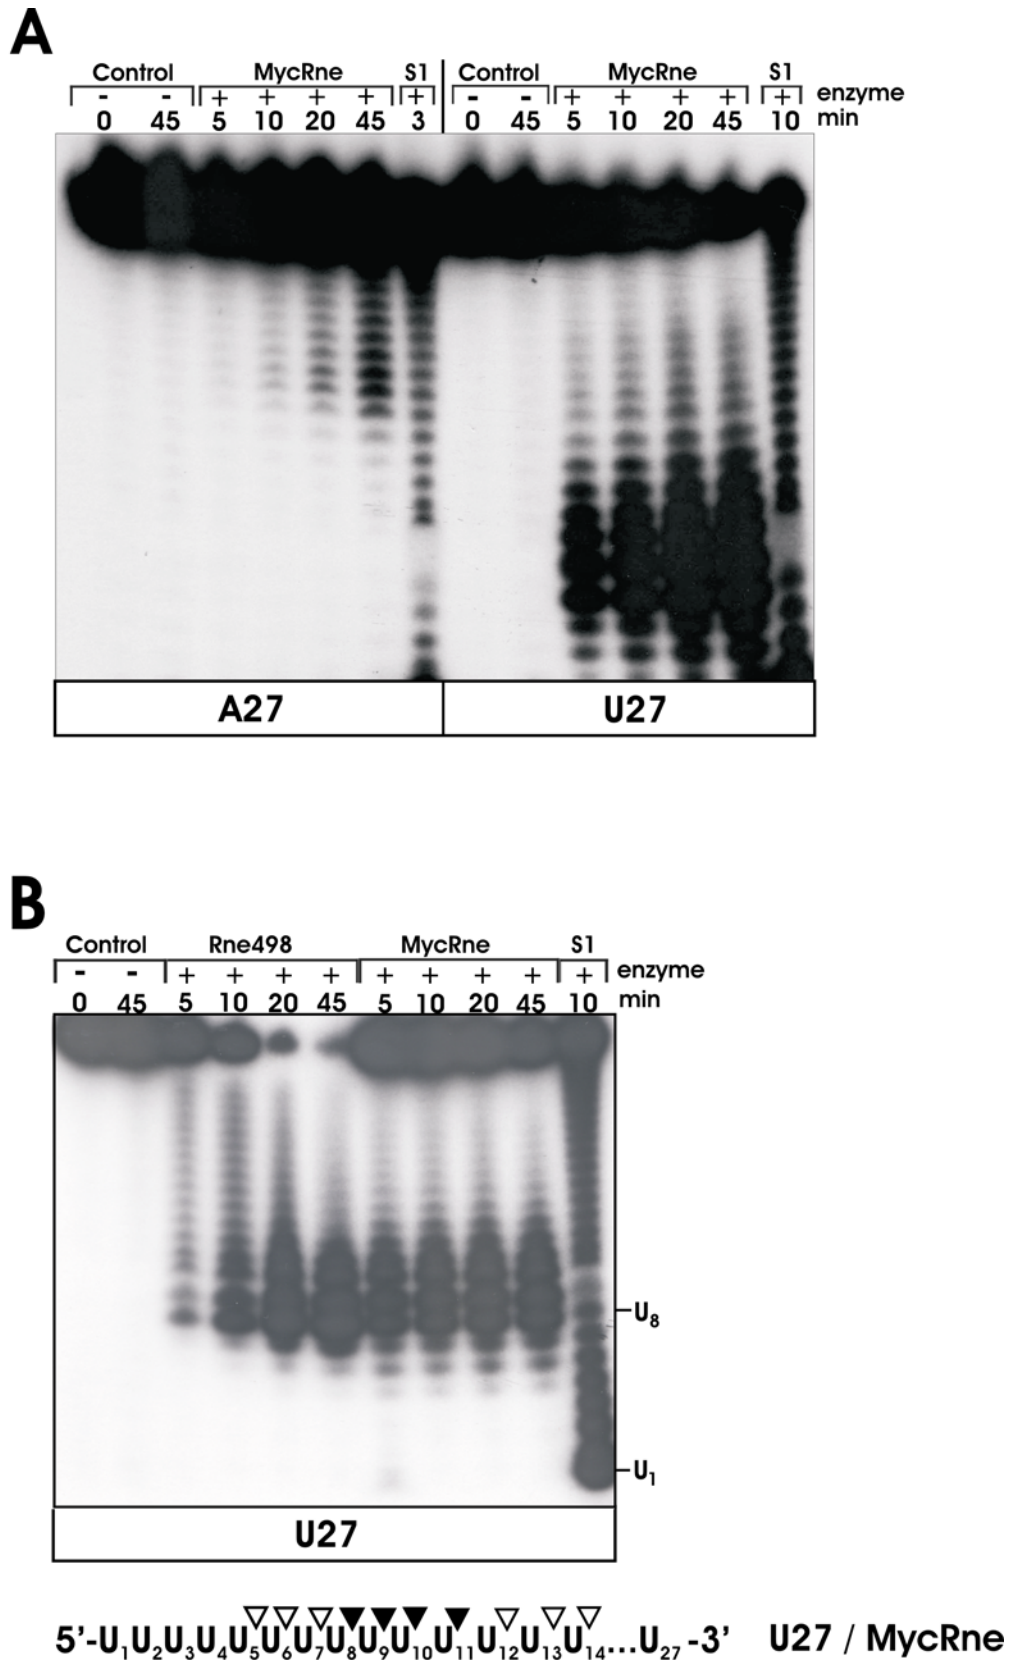 A
Control MycRne S1 Control MycRne S1
- - + + + + + - - + + + + + enzyme
0 45 5 10 20 45 3 0 45 5 10 20 45 10 min
A27 U27
B
Control Rne498 MycRne S1
- - + + + + + + + + + enzyme
0 45 5 10 20 45 5 10 20 45 10 min
U8
U1
U27
5’-U1U2U3U4U5U6U7U8U9U10U11U12U13U14...U27-3’ U27 / MycRne